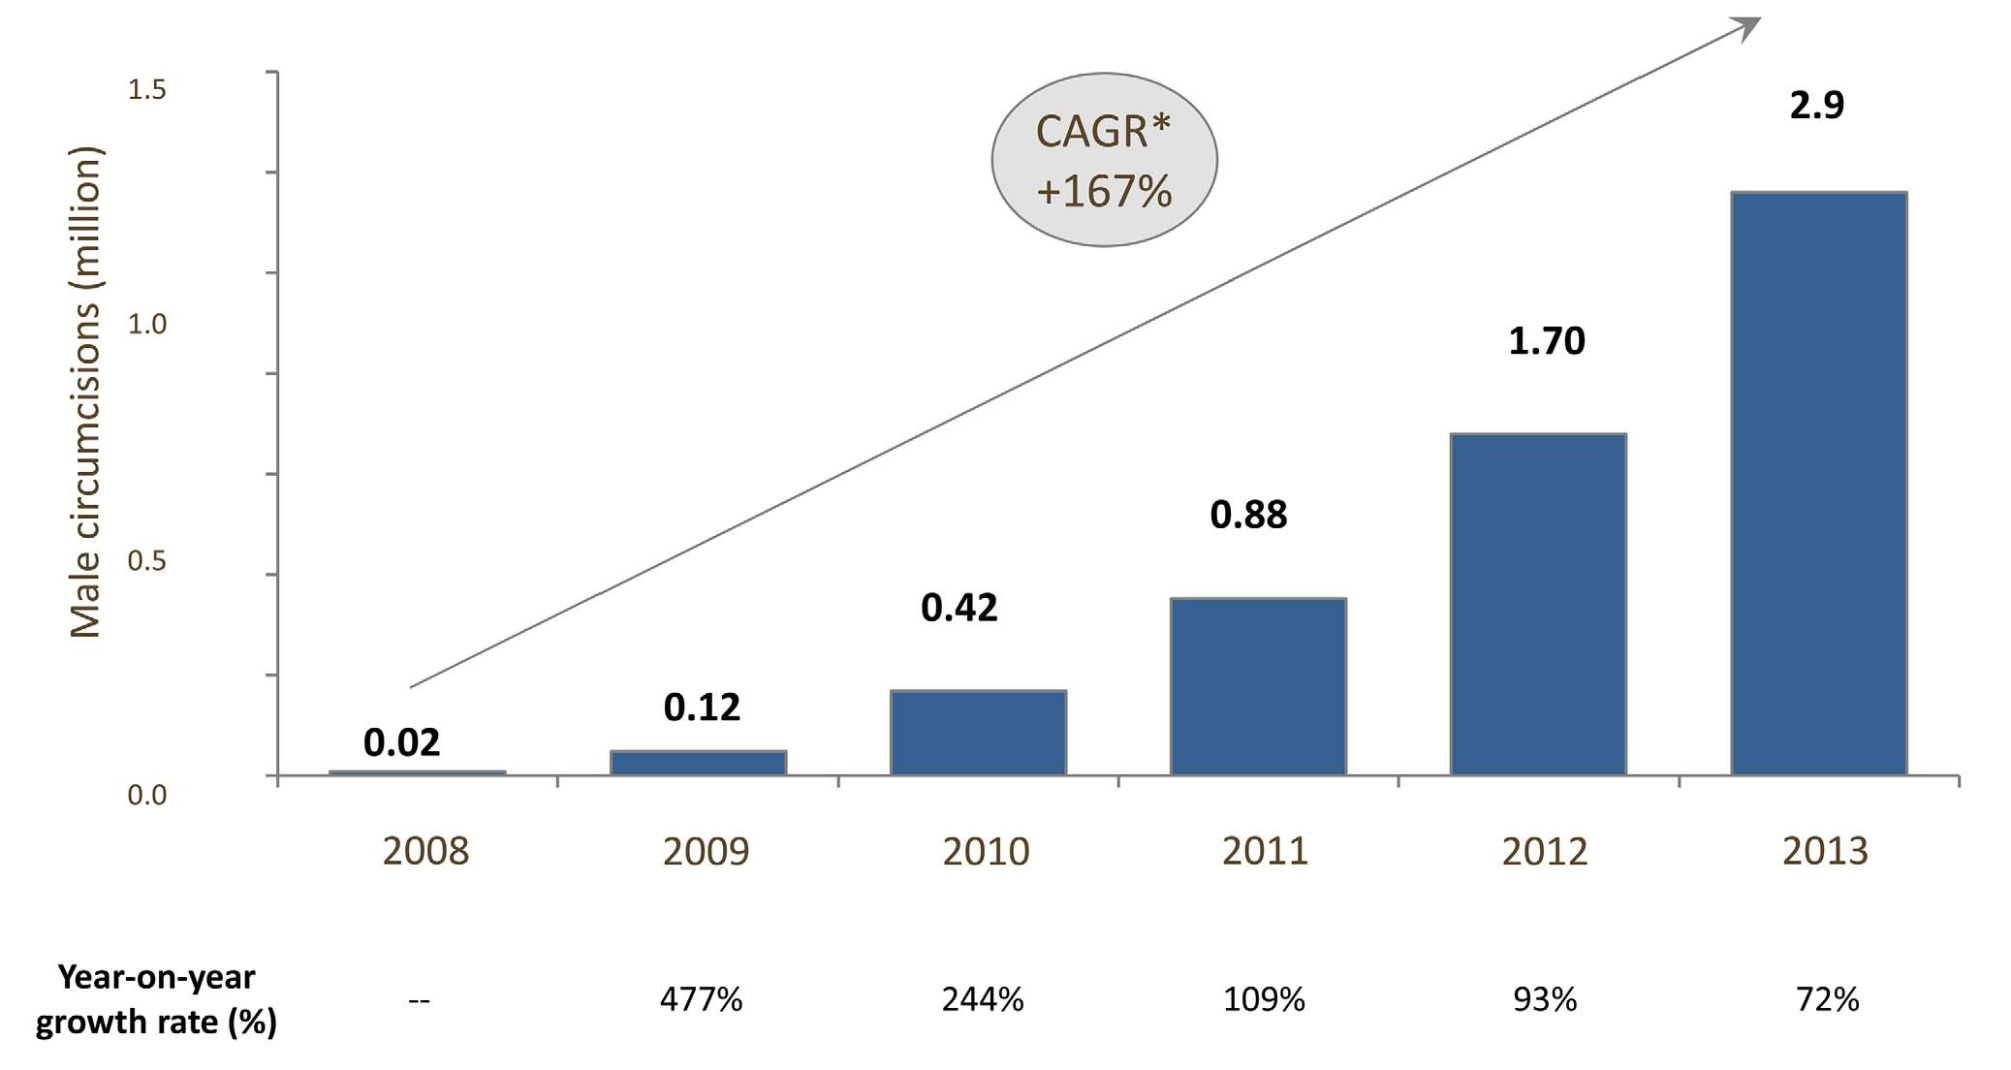 Male circumcisions (million)
1.5
1.0
0.5
0.0
CAGR*
+167%
0.02
0.12
0.42
0.88
1.70
2.9
2008 2009 2010 2011 2012 2013
Year-on-year
growth rate (%)
-- 477% 244% 109% 93% 72%